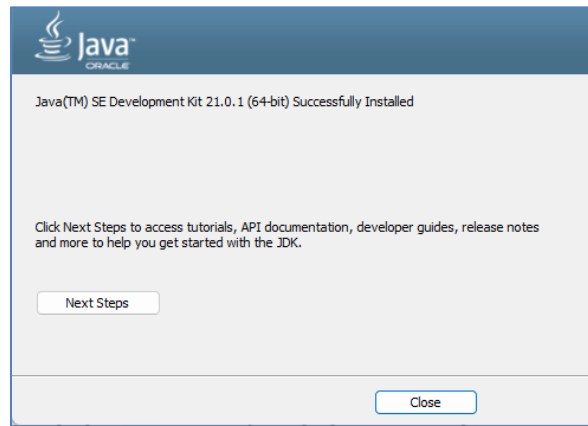 Java™
ORACLE
Java(TM) SE Development Kit 21.0.1 (64-bit) Successfully Installed
Click Next Steps to access tutorials, API documentation, developer guides, release notes
and more to help you get started with the JDK.
Next Steps
Close